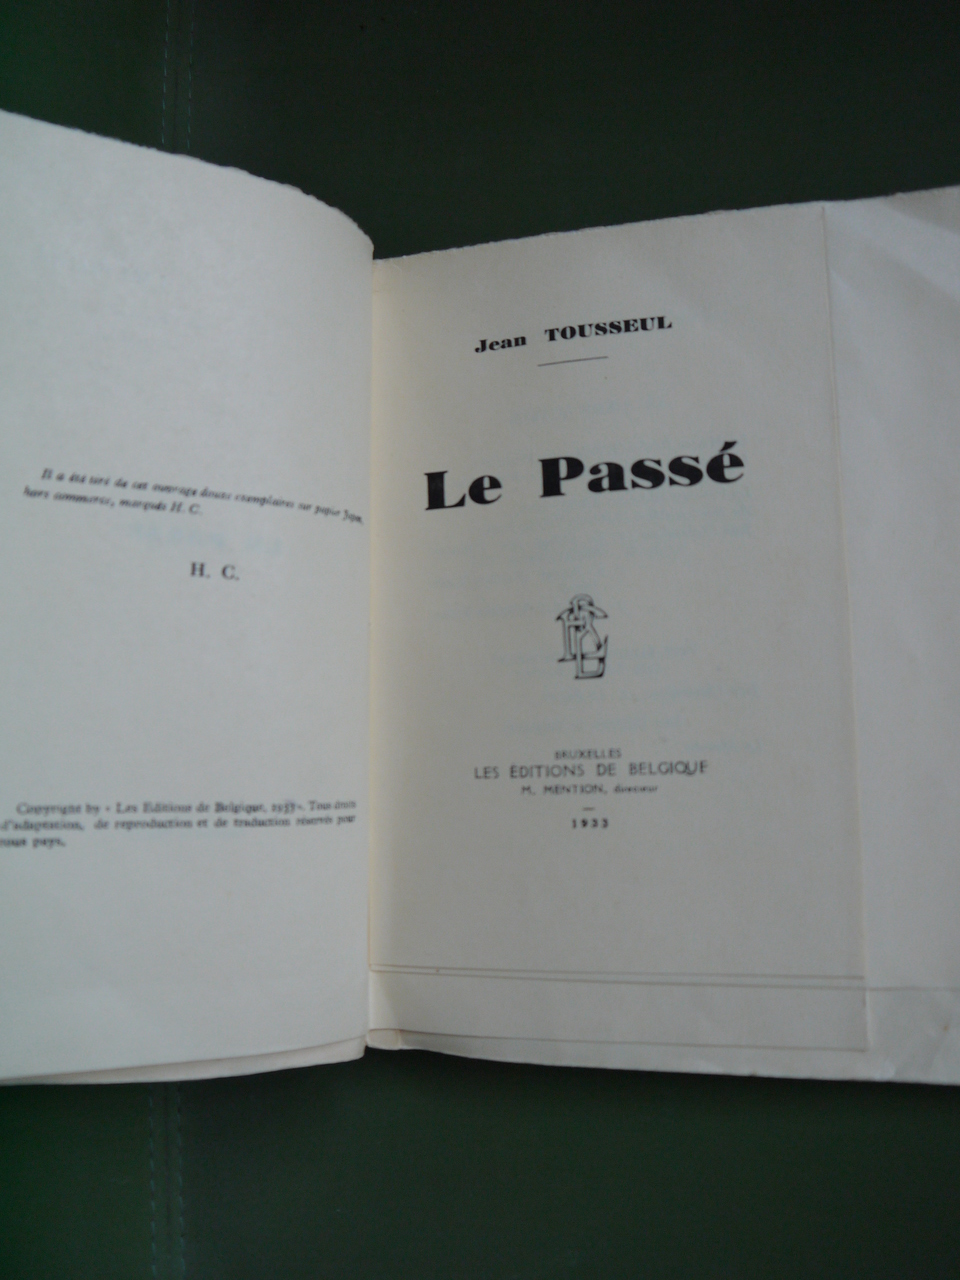 Il a été tiré de cet ouvrage douze exemplaires sur papier Japon,
hors commerce, marqués H. C.
H. C.
Copyright by « Les Editions de Belgique, 1933». Tous droits
d'adaptation, de reproduction et de traduction réservés pour
tous pays.
Jean TOUSSEUL
Le Passé
BRUXELLES
LES ÉDITIONS DE BELGIQUE
M. MENTION, directeur
1933